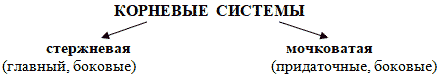 КОРНЕВЫЕ СИСТЕМЫ
стержневая мочковатая
(главный, боковые) (придаточные, боковые)